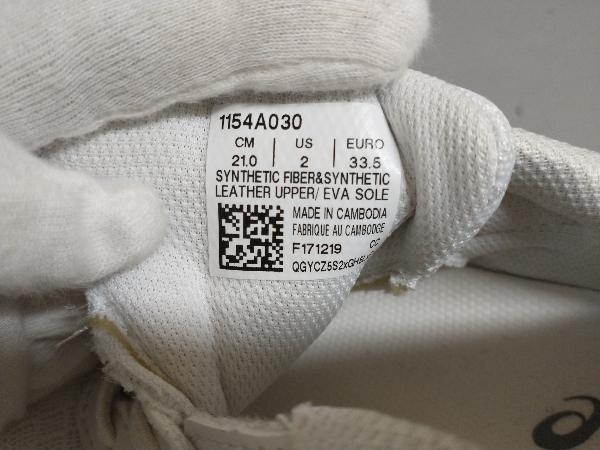 1154A030
CM US EURO
21.0 2 33.5
SYNTHETIC FIBER&SYNTHETIC
LEATHER UPPER/ EVA SOLE
MADE IN CAMBODIA
FABRIQUE AU CAMBODGE
F171219 CC